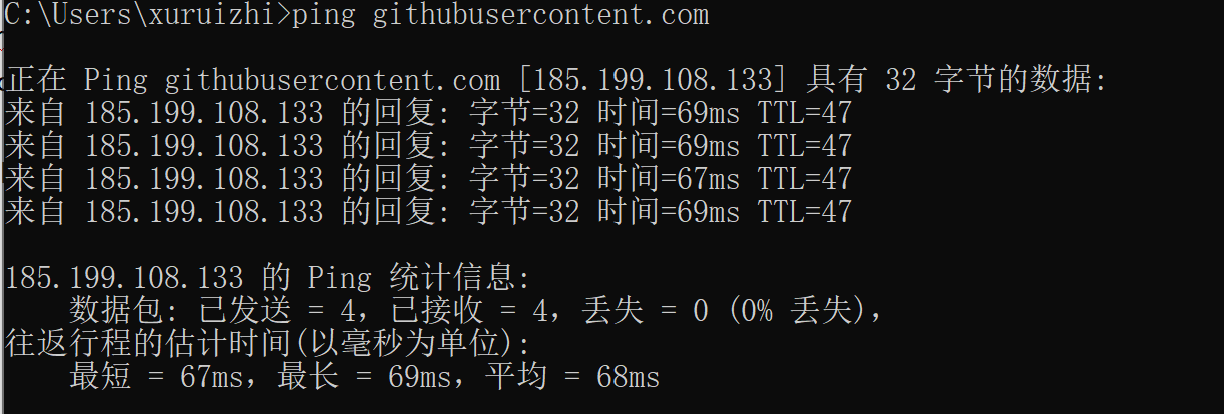 C:\Users\xuruizhi>ping githubusercontent.com
正在 Ping githubusercontent.com [185.199.108.133] 具有 32 字节的数据:
来自 185.199.108.133 的回复: 字节=32 时间=69ms TTL=47
来自 185.199.108.133 的回复: 字节=32 时间=69ms TTL=47
来自 185.199.108.133 的回复: 字节=32 时间=67ms TTL=47
来自 185.199.108.133 的回复: 字节=32 时间=69ms TTL=47
185.199.108.133 的 Ping 统计信息:
数据包: 已发送 = 4，已接收 = 4，丢失 = 0 (0% 丢失)，
往返行程的估计时间(以毫秒为单位):
最短 = 67ms，最长 = 69ms，平均 = 68ms